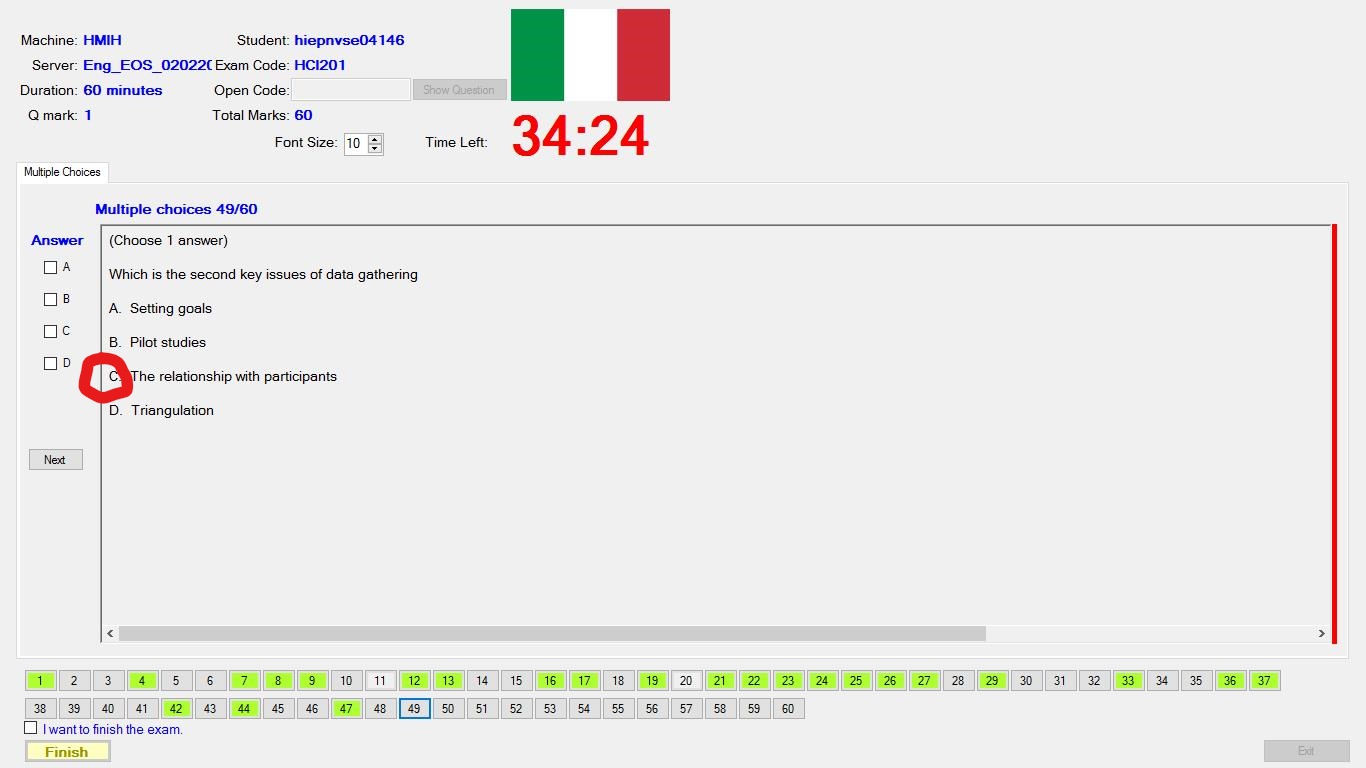 Machine: HMIH Student: hiepnvse04146
Server: Eng_EOS_02022( Exam Code: HCI201
Duration: 60 minutes Open Code: Show Question
Q mark: 1 Total Marks: 60
Font Size: 10 Time Left: 34:24
Multiple Choices
Multiple choices 49/60
Answer
A
B
C
D
Next
(Choose 1 answer)
Which is the second key issues of data gathering
A. Setting goals
B. Pilot studies
C. The relationship with participants
D. Triangulation
1 2 3 4 5 6 7 8 9 10 11 12 13 14 15 16 17 18 19 20 21 22 23 24 25 26 27 28 29 30 31 32 33 34 35 36 37
38 39 40 41 42 43 44 45 46 47 48 49 50 51 52 53 54 55 56 57 58 59 60
I want to finish the exam.
Finish Exit